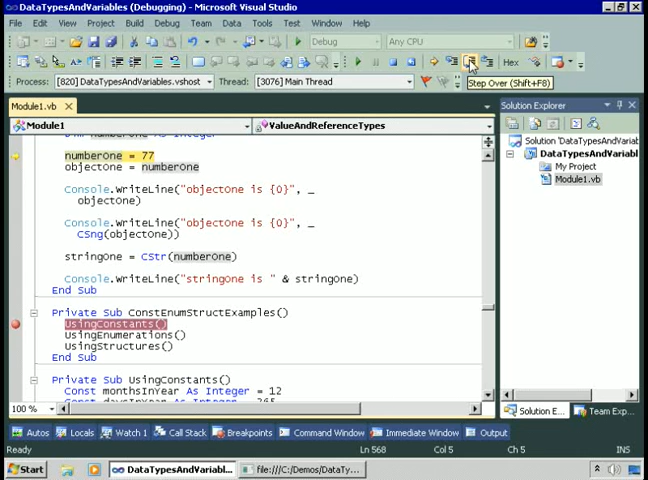 DataTypesAndVariables (Debugging) - Microsoft Visual Studio
File Edit View Project Build Debug Team Data Tools Test Window Help
Debug Any CPU
Hex
Process: [820] DataTypesAndVariables.vshost Thread: [3076] Main Thread
Step Over (Shift+F8)
Module1.vb
Module1 ValueAndReferenceTypes
numberOne = 77
objectOne = numberOne
Console.WriteLine("objectOne is {0}", _
objectOne)
Console.WriteLine("objectOne is {0}", _
CSng(objectOne))
stringOne = CStr(numberOne)
Console.WriteLine("stringOne is " & stringOne)
End Sub
Private Sub ConstEnumStructExamples()
UsingConstants()
UsingEnumerations()
UsingStructures()
End Sub
Private Sub UsingConstants()
Const monthsInYear As Integer = 12
Const daysInYear As Integer = 365
100 %
Solution Explorer
Solution 'DataTypesAndVariab
DataTypesAndVariabl
My Project
Module1.vb
Solution E... Team Exp...
Autos Locals Watch 1 Call Stack Breakpoints Command Window Immediate Window Output
Ready Ln 568 Col 5 Ch 5 INS
Start DataTypesAndVariabl... file:///C:/Demos/DataTy...